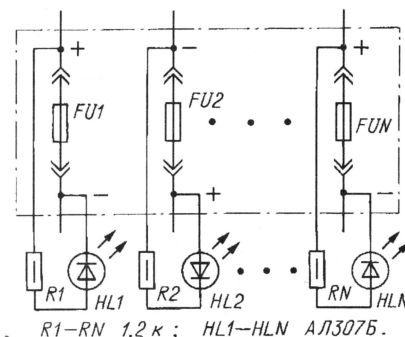 + − +
FU1 FU2 FUN
− + −
R1 HL1 R2 HL2 RN HLN
R1−RN 1,2 к ; HL1−HLN АЛ307Б.